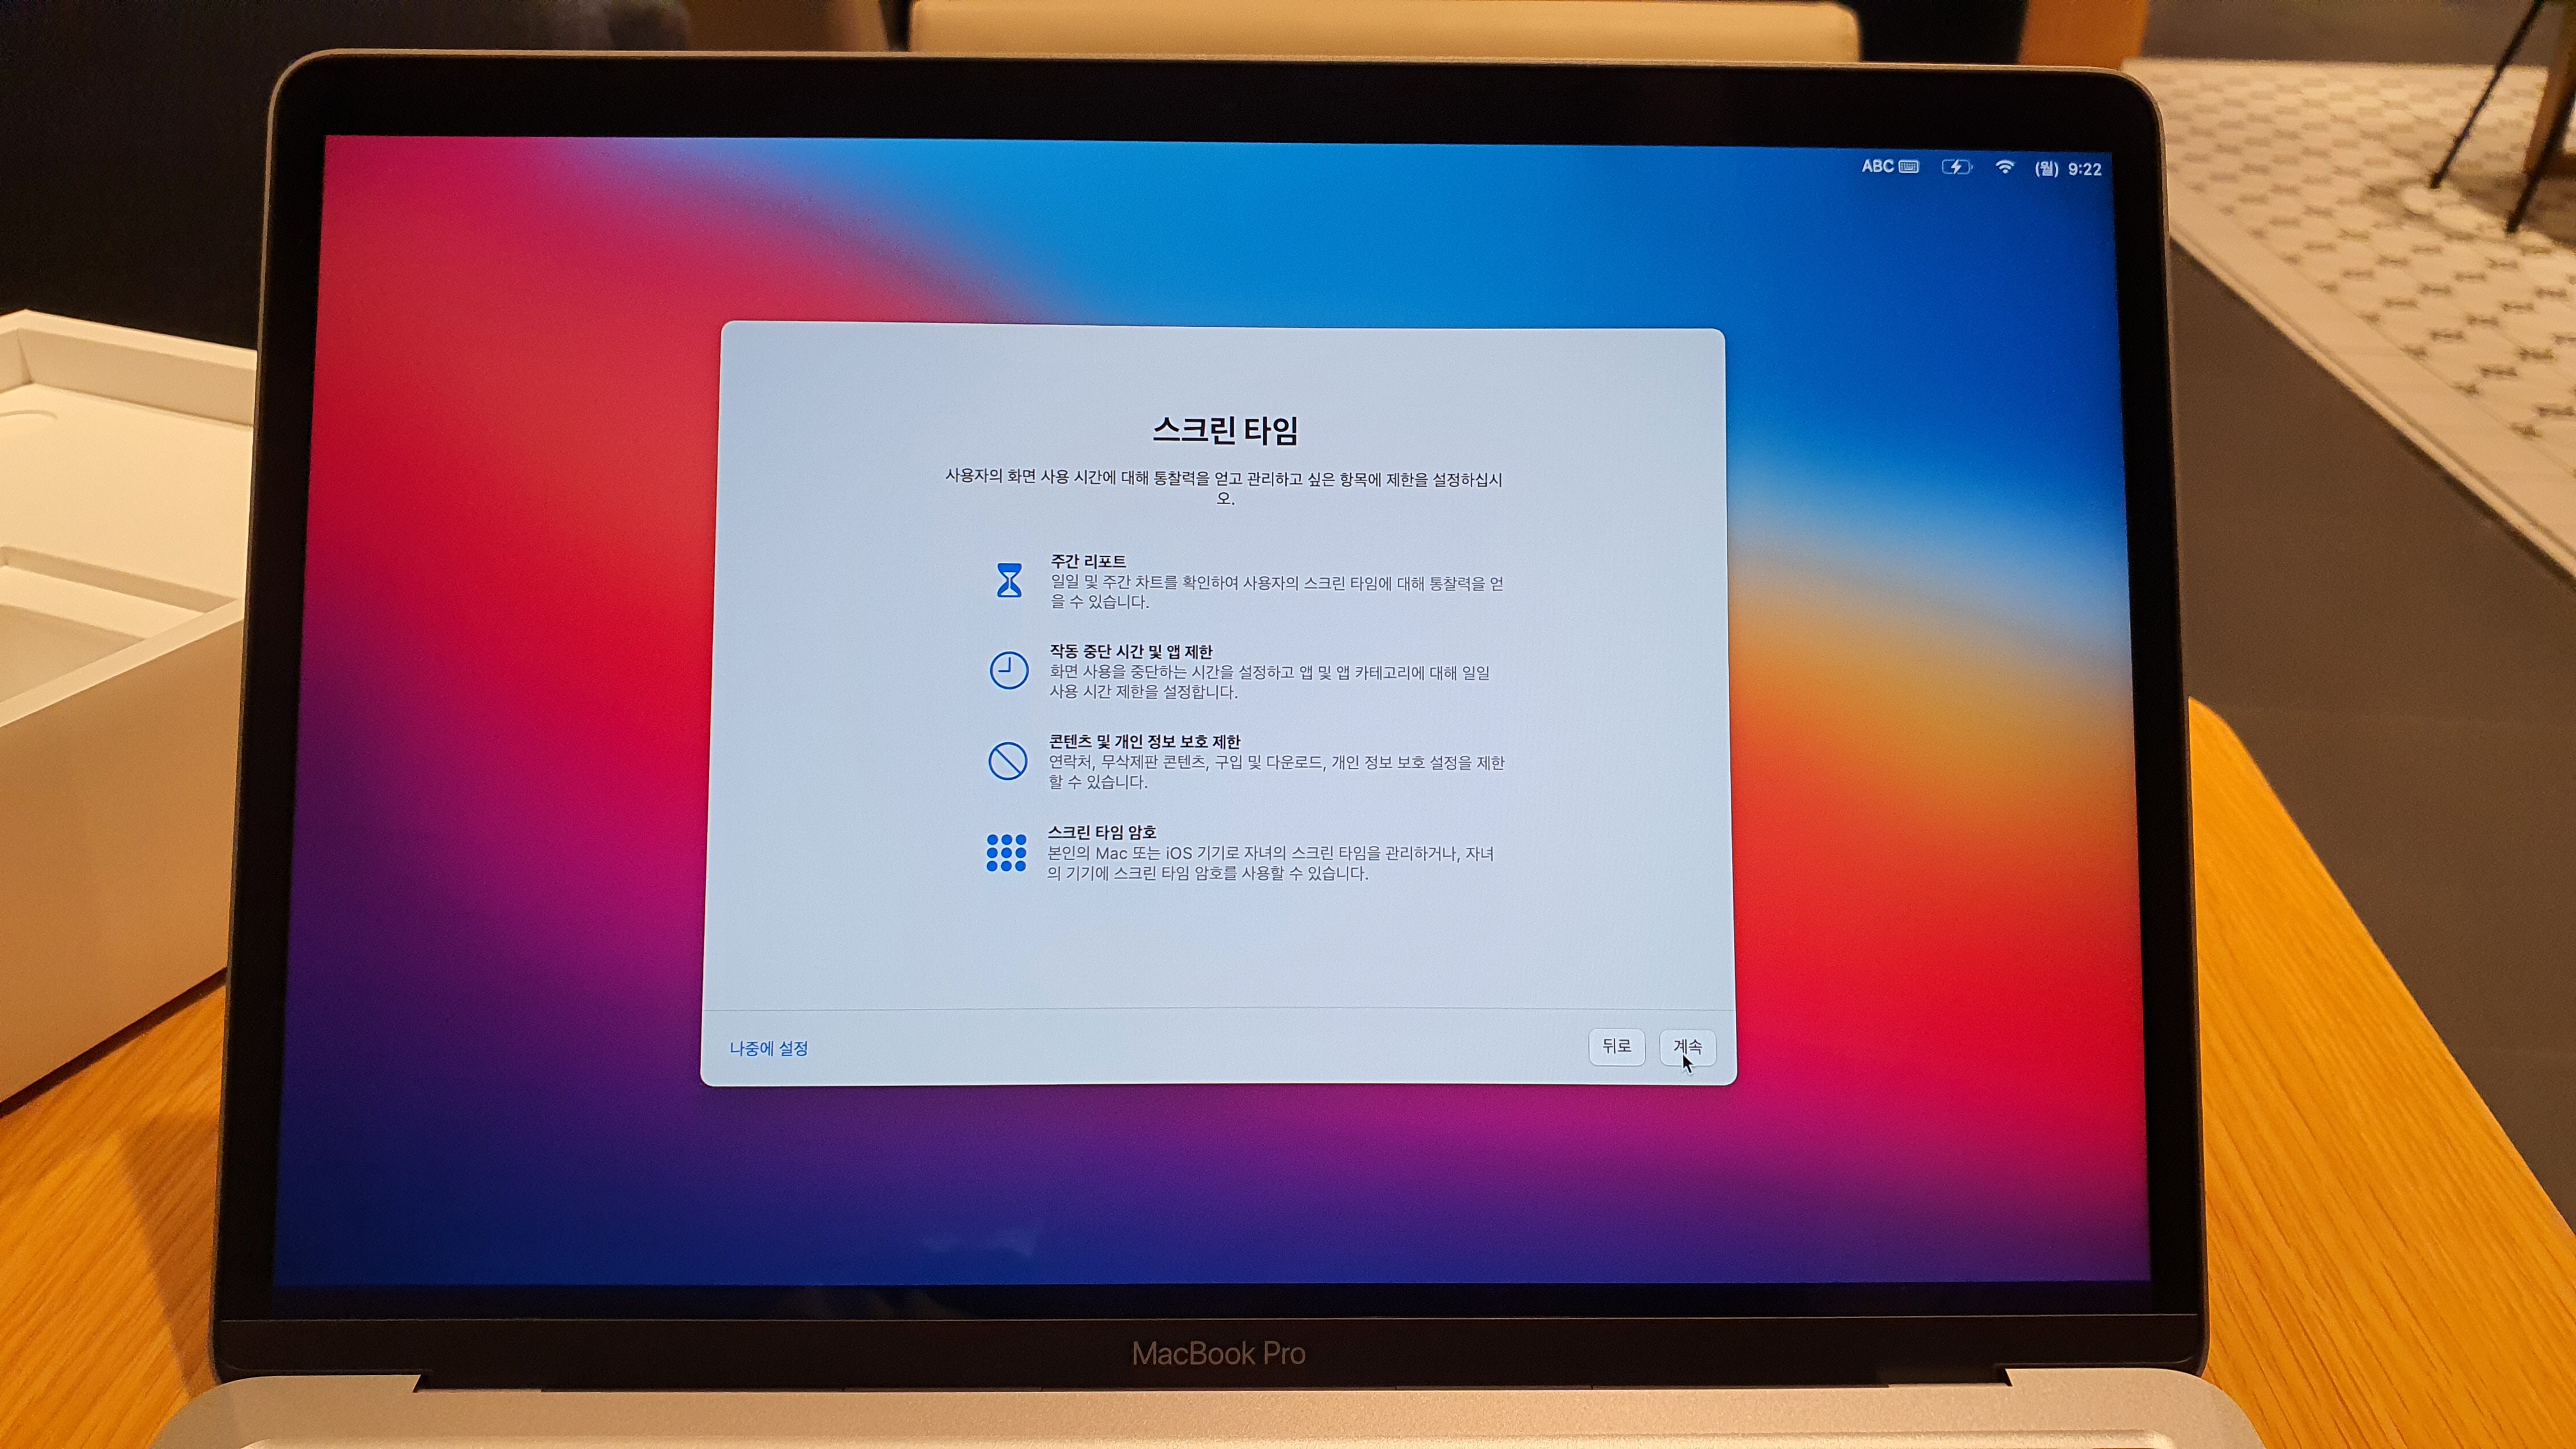 ABC (월) 9:22
스크린 타임
사용자의 화면 사용 시간에 대해 통찰력을 얻고 관리하고 싶은 항목에 제한을 설정하십시
오.
주간 리포트
일일 및 주간 차트를 확인하여 사용자의 스크린 타임에 대해 통찰력을 얻
을 수 있습니다.
작동 중단 시간 및 앱 제한
화면 사용을 중단하는 시간을 설정하고 앱 및 앱 카테고리에 대해 일일
사용 시간 제한을 설정합니다.
콘텐츠 및 개인 정보 보호 제한
연락처, 무삭제판 콘텐츠, 구입 및 다운로드, 개인 정보 보호 설정을 제한
할 수 있습니다.
스크린 타임 암호
본인의 Mac 또는 iOS 기기로 자녀의 스크린 타임을 관리하거나, 자녀
의 기기에 스크린 타임 암호를 사용할 수 있습니다.
나중에 설정 뒤로 계속
MacBook Pro